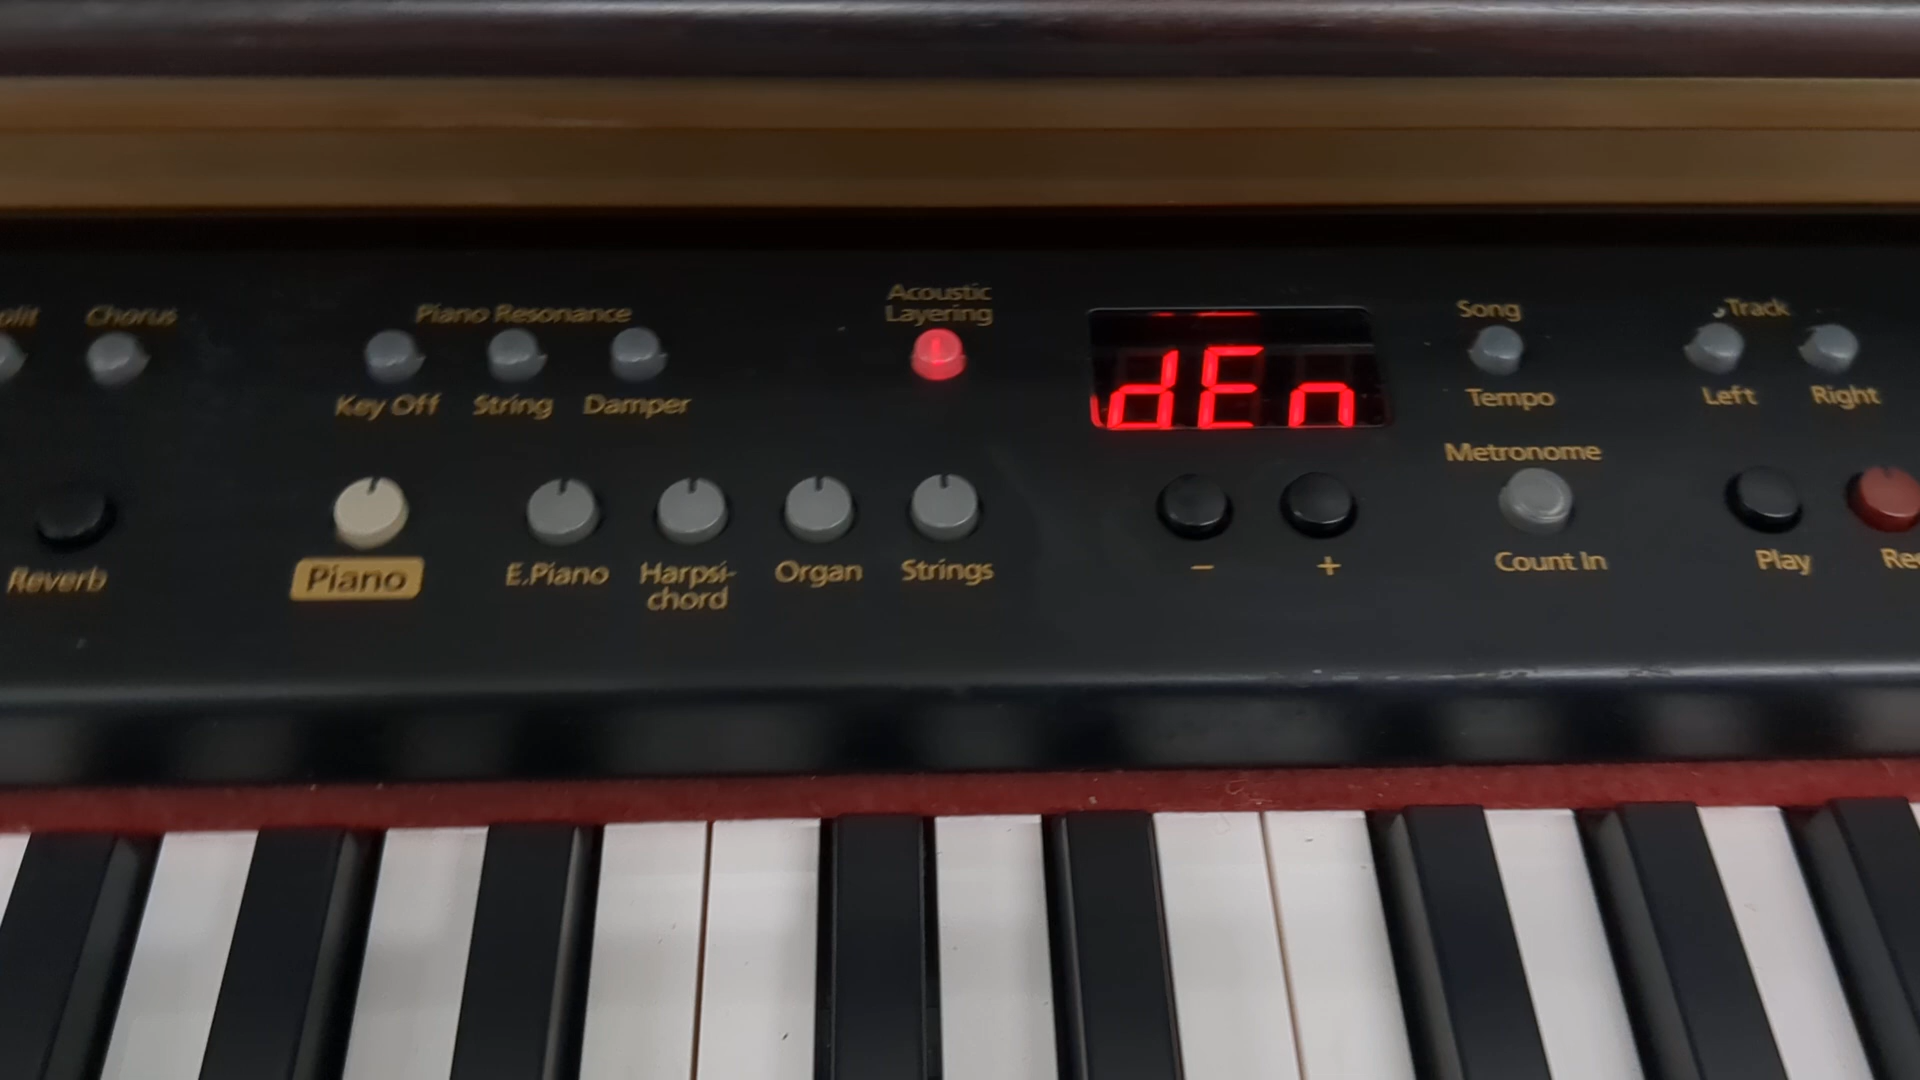 Chorus
Piano Resonance
Key Off String Damper
Acoustic
Layering
dEn
Song
Tempo
Track
Left Right
Metronome
Count In
Reverb
Piano
E.Piano
Harpsi-
chord
Organ
Strings
- +
Play